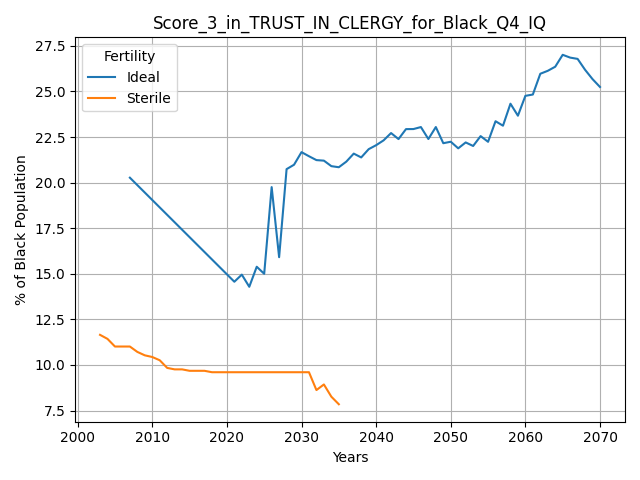 Score_3_in_TRUST_IN_CLERGY_for_Black_Q4_IQ
Fertility
Ideal
Sterile
% of Black Population
27.5
25.0
22.5
20.0
17.5
15.0
12.5
10.0
7.5
2000 2010 2020 2030 2040 2050 2060 2070
Years